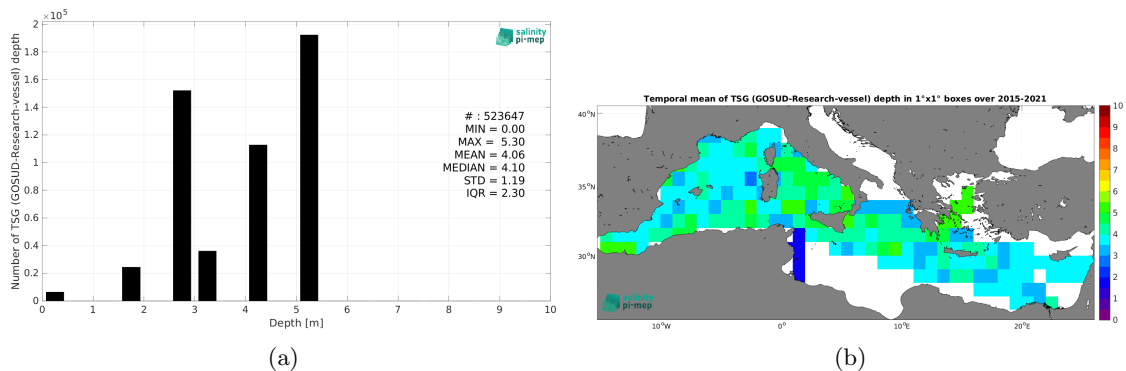 ×10⁵
2
1.8
1.6
1.4
1.2
1
0.8
0.6
0.4
0.2
0
Number of TSG (GOSUD-Research-vessel) depth
0 1 2 3 4 5 6 7 8 9 10
Depth [m]
salinity
pi-mep
# : 523647
MIN = 0.00
MAX = 5.30
MEAN = 4.06
MEDIAN = 4.10
STD = 1.19
IQR = 2.30
(a)
Temporal mean of TSG (GOSUD-Research-vessel) depth in 1°x1° boxes over 2015-2021
40°N
35°N
30°N
10°W 0° 10°E 20°E
salinity
pi-mep
10
9
8
7
6
5
4
3
2
1
0
(b)